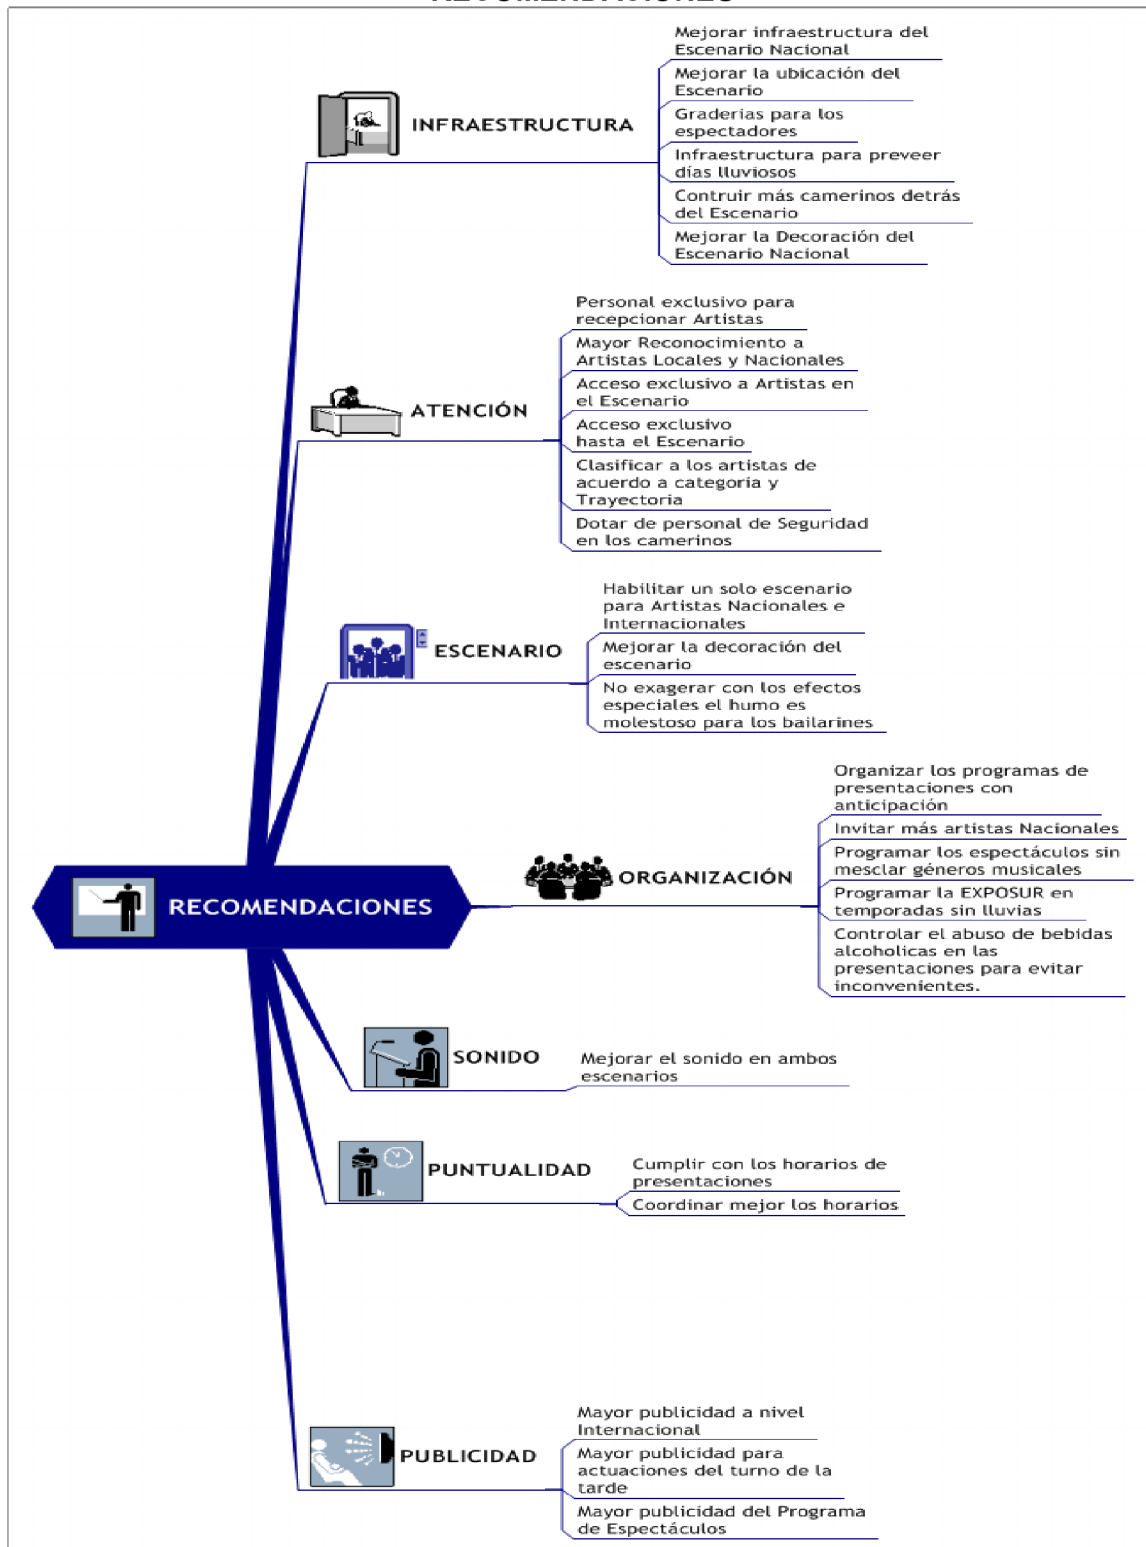 Mejorar infraestructura del
Escenario Nacional
Mejorar la ubicación del
Escenario
Graderias para los
espectadores
INFRAESTRUCTURA
Infraestructura para preveer
días lluviosos
Contruir más camerinos detrás
del Escenario
Mejorar la Decoración del
Escenario Nacional
Personal exclusivo para
recepcionar Artistas
Mayor Reconocimiento a
Artistas Locales y Nacionales
Acceso exclusivo a Artistas en
el Escenario
ATENCIÓN
Acceso exclusivo
hasta el Escenario
Clasificar a los artistas de
acuerdo a categoria y
Trayectoria
Dotar de personal de Seguridad
en los camerinos
Habilitar un solo escenario
para Artistas Nacionales e
Internacionales
ESCENARIO
Mejorar la decoración del
escenario
No exagerar con los efectos
especiales el humo es
molestoso para los bailarines
Organizar los programas de
presentaciones con
anticipación
Invitar más artistas Nacionales
Programar los espectáculos sin
mesclar géneros musicales
ORGANIZACIÓN
Programar la EXPOSUR en
temporadas sin lluvias
RECOMENDACIONES
Controlar el abuso de bebidas
alcoholicas en las
presentaciones para evitar
inconvenientes.
SONIDO
Mejorar el sonido en ambos
escenarios
PUNTUALIDAD
Cumplir con los horarios de
presentaciones
Coordinar mejor los horarios
Mayor publicidad a nivel
Internacional
PUBLICIDAD
Mayor publicidad para
actuaciones del turno de la
tarde
Mayor publicidad del Programa
de Espectáculos